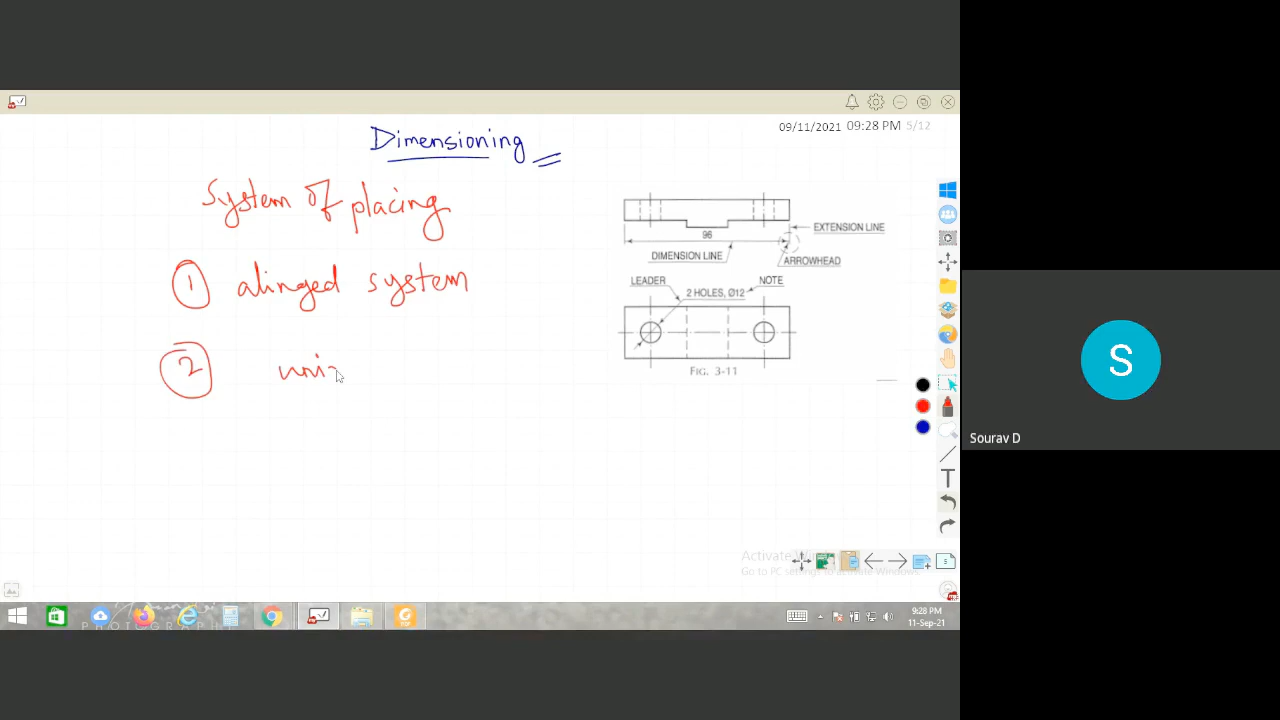 09/11/2021 09:28 PM 5/12
Dimensioning
System of placing
1 alinged system
2 uni
EXTENSION LINE
96
DIMENSION LINE
ARROWHEAD
LEADER
NOTE
2 HOLES, Ø12
FIG. 3-11
S
Sourav D
T
Activate Win
Go to PC settings to activate Windows.
PHOTOGRAPHY
9:28 PM
11-Sep-21